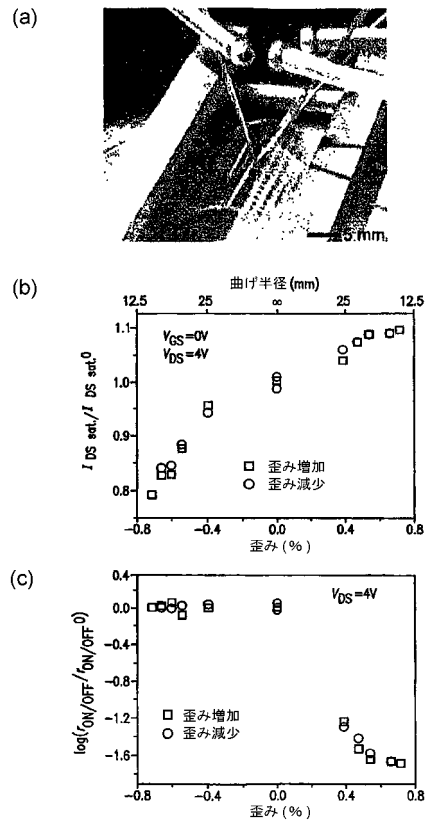 (a)
5 mm
(b)
曲げ半径 (mm)
12.5 25 ∞ 25 12.5
V_GS=0V
V_DS=4V
I DS sat./I DS sat.⁰
1.1
1.0
0.9
0.8
歪み増加
歪み減少
-0.8 -0.4 0.0 0.4 0.8
歪み (%)
(c)
V_DS=4V
log(r_ON/OFF/r_ON/OFF⁰)
0.4
0.0
-0.4
-0.8
-1.2
-1.6
歪み増加
歪み減少
-0.8 -0.4 0.0 0.4 0.8
歪み (%)